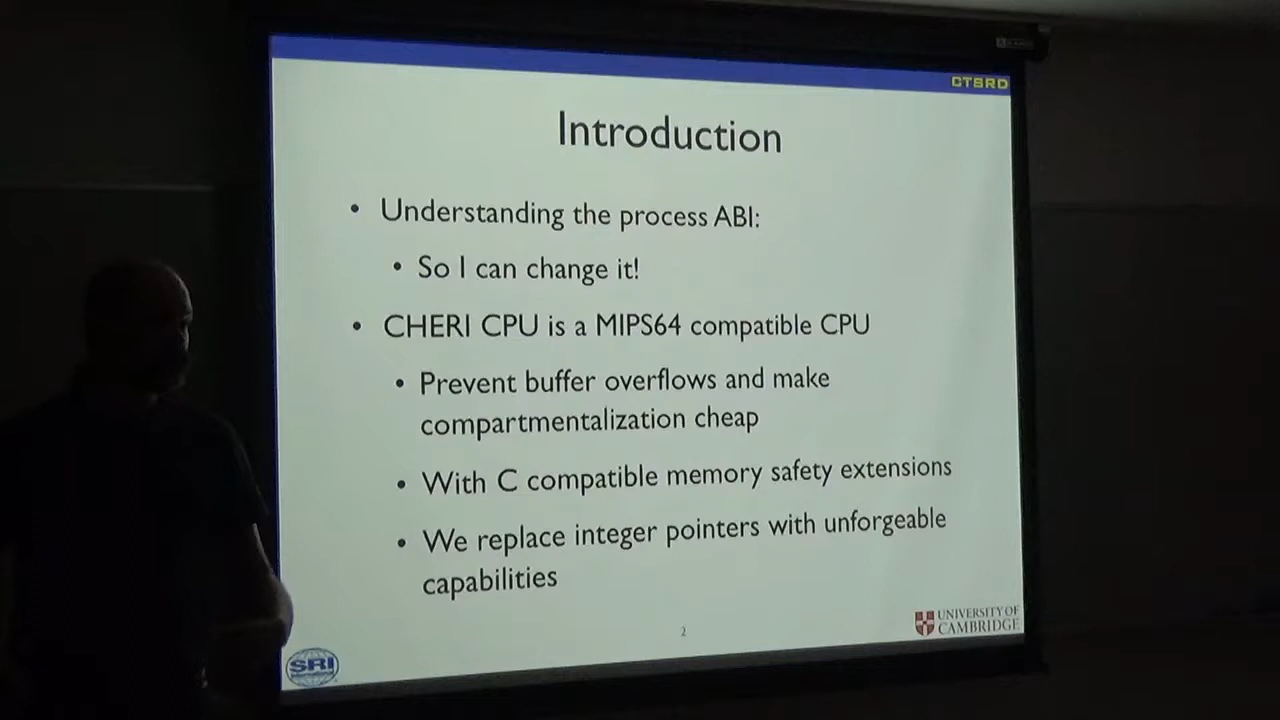 CTSRD
Introduction
• Understanding the process ABI:
• So I can change it!
• CHERI CPU is a MIPS64 compatible CPU
• Prevent buffer overflows and make
compartmentalization cheap
• With C compatible memory safety extensions
• We replace integer pointers with unforgeable
capabilities
2
UNIVERSITY OF
CAMBRIDGE
SRI